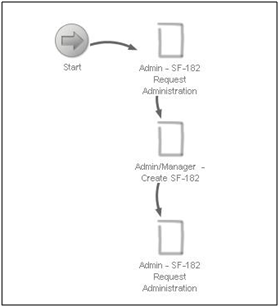 Start
Admin - SF-182
Request
Administration
Admin/Manager -
Create SF-182
Admin - SF-182
Request
Administration